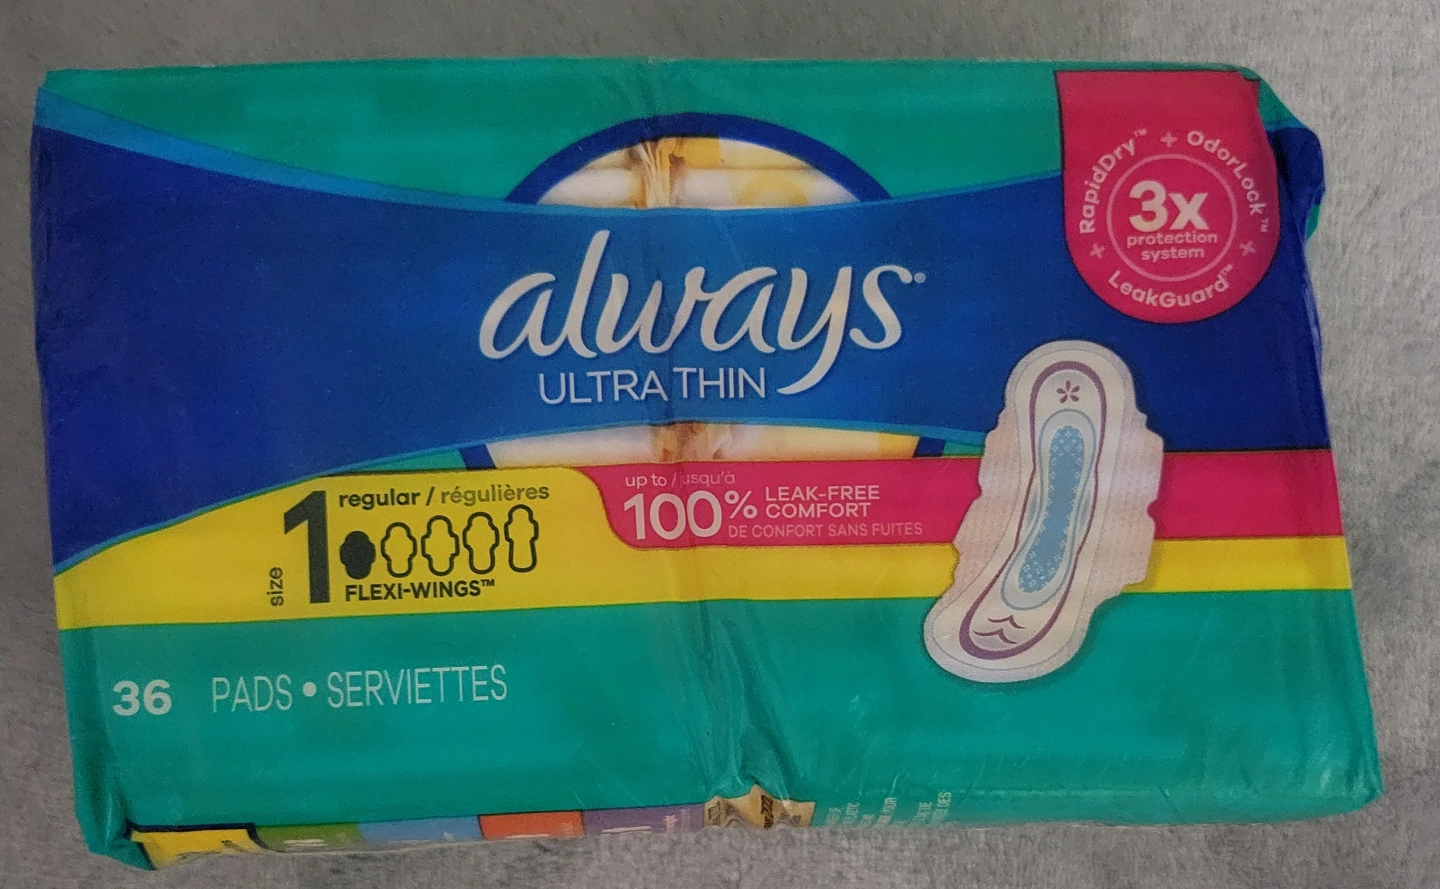 RapidDry™ + OdorLock™ + LeakGuard™ +
3x
protection
system
always®
ULTRA THIN
size 1
regular / régulières
FLEXI-WINGS™
up to / jusqu'à
100% LEAK-FREE
COMFORT
DE CONFORT SANS FUITES
36 PADS • SERVIETTES